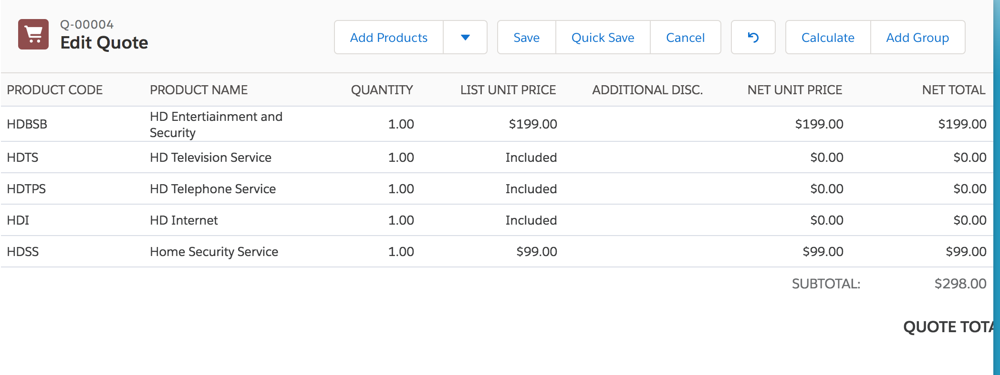 Q-00004
Edit Quote
Add Products
Save
Quick Save
Cancel
Calculate
Add Group
PRODUCT CODE PRODUCT NAME QUANTITY LIST UNIT PRICE ADDITIONAL DISC. NET UNIT PRICE NET TOTAL
HDBSB HD Entertiainment and Security 1.00 $199.00 $199.00 $199.00
HDTS HD Television Service 1.00 Included $0.00 $0.00
HDTPS HD Telephone Service 1.00 Included $0.00 $0.00
HDI HD Internet 1.00 Included $0.00 $0.00
HDSS Home Security Service 1.00 $99.00 $99.00 $99.00
SUBTOTAL: $298.00
QUOTE TOTA